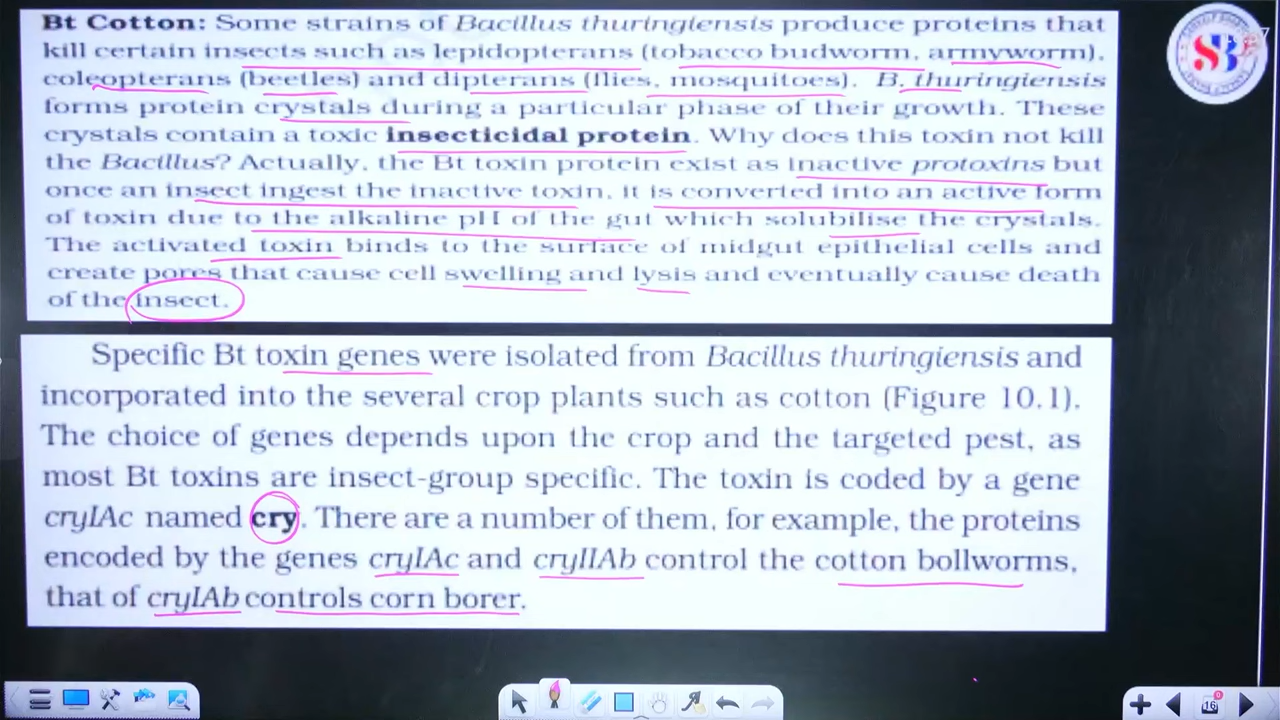 Bt Cotton: Some strains of Bacillus thuringiensis produce proteins that
kill certain insects such as lepidopterans (tobacco budworm, armyworm),
coleopterans (beetles) and dipterans (flies, mosquitoes). B. thuringiensis
forms protein crystals during a particular phase of their growth. These
crystals contain a toxic insecticidal protein. Why does this toxin not kill
the Bacillus? Actually, the Bt toxin protein exist as inactive protoxins but
once an insect ingest the inactive toxin, it is converted into an active form
of toxin due to the alkaline pH of the gut which solubilise the crystals.
The activated toxin binds to the surface of midgut epithelial cells and
create pores that cause cell swelling and lysis and eventually cause death
of the insect.
Specific Bt toxin genes were isolated from Bacillus thuringiensis and
incorporated into the several crop plants such as cotton (Figure 10.1).
The choice of genes depends upon the crop and the targeted pest, as
most Bt toxins are insect-group specific. The toxin is coded by a gene
cryIAc named cry. There are a number of them, for example, the proteins
encoded by the genes cryIAc and cryIIAb control the cotton bollworms,
that of cryIAb controls corn borer.
16